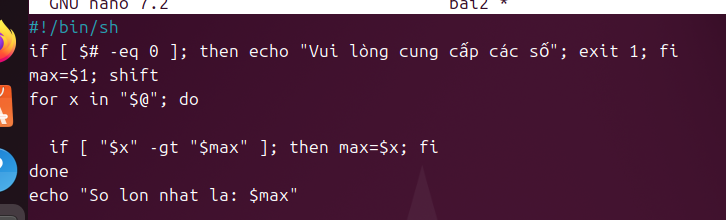 GNU nano 7.2 bai2 *
#!/bin/sh
if [ $# -eq 0 ]; then echo "Vui lòng cung cấp các số"; exit 1; fi
max=$1; shift
for x in "$@"; do
  if [ "$x" -gt "$max" ]; then max=$x; fi
done
echo "So lon nhat la: $max"